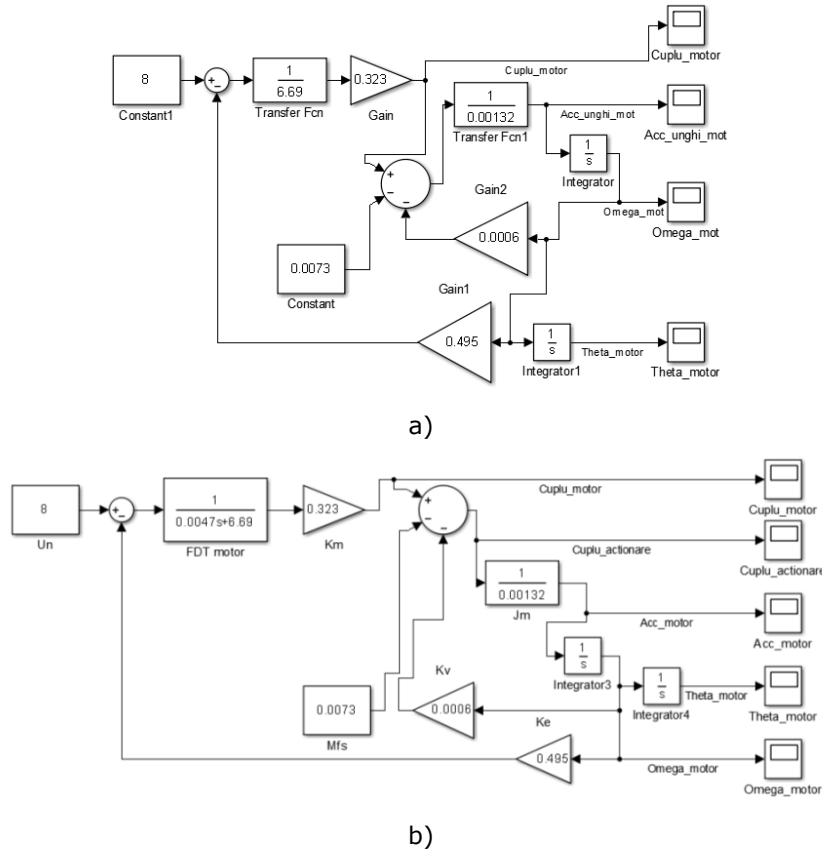 Cuplu_motor
Cuplu_motor
8
Constant1
+
−
1
6.69
Transfer Fcn
0.323
Gain
1
0.00132
Transfer Fcn1
Acc_unghi_mot
Acc_unghi_mot
1
s
Integrator
+
−
−
Gain2
0.0006
Omega_mot
Omega_mot
0.0073
Constant
Gain1
0.495
1
s
Integrator1
Theta_motor
Theta_motor
a)
8
Un
+
−
1
0.0047s+6.69
FDT motor
0.323
Km
+
−
−
Cuplu_motor
Cuplu_motor
Cuplu_actionare
Cuplu_actionare
1
0.00132
Jm
Acc_motor
Acc_motor
1
s
Integrator3
1
s
Integrator4
Theta_motor
Theta_motor
0.0073
Mfs
Kv
0.0006
Ke
0.495
Omega_motor
Omega_motor
b)